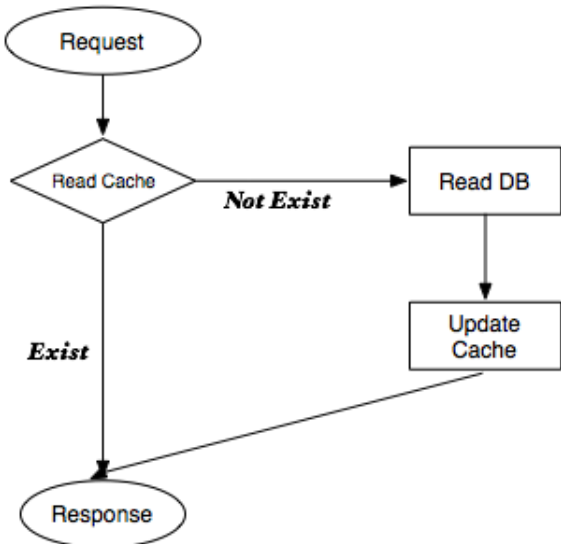 Request
Read Cache
Not Exist
Read DB
Update
Cache
Exist
Response